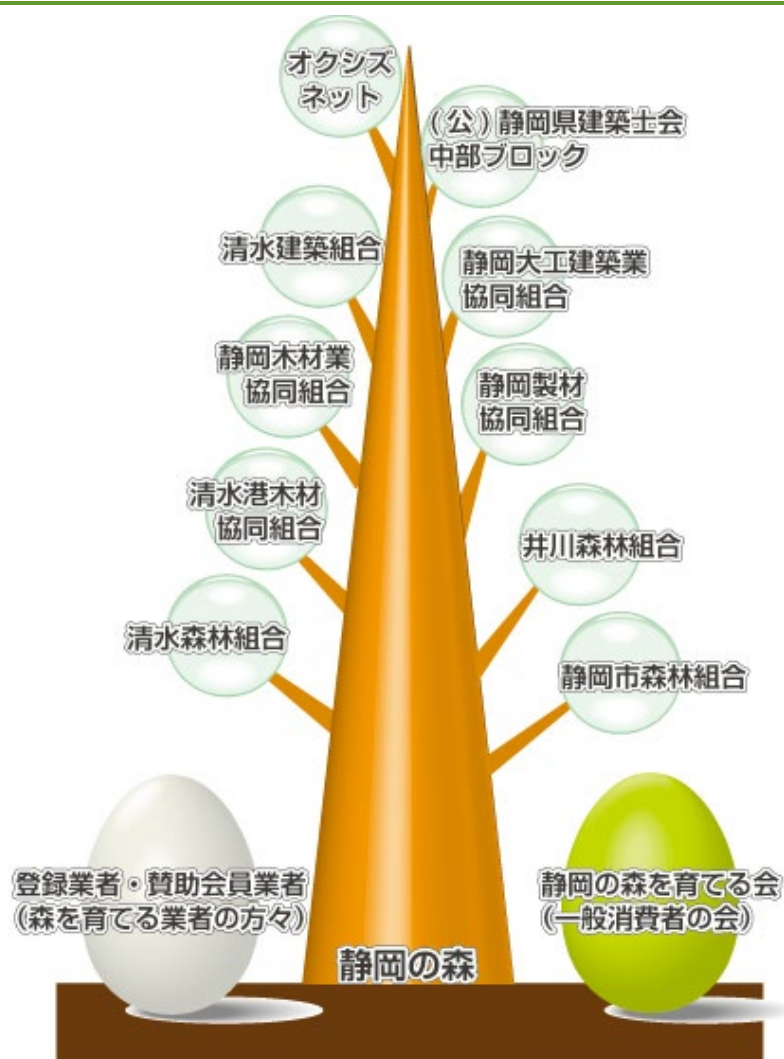 オクシズ
ネット
(公)静岡県建築士会
中部ブロック
清水建築組合
静岡大工建築業
協同組合
静岡木材業
協同組合
静岡製材
協同組合
清水港木材
協同組合
井川森林組合
清水森林組合
静岡市森林組合
登録業者・賛助会員業者
(森を育てる業者の方々)
静岡の森を育てる会
(一般消費者の会)
静岡の森